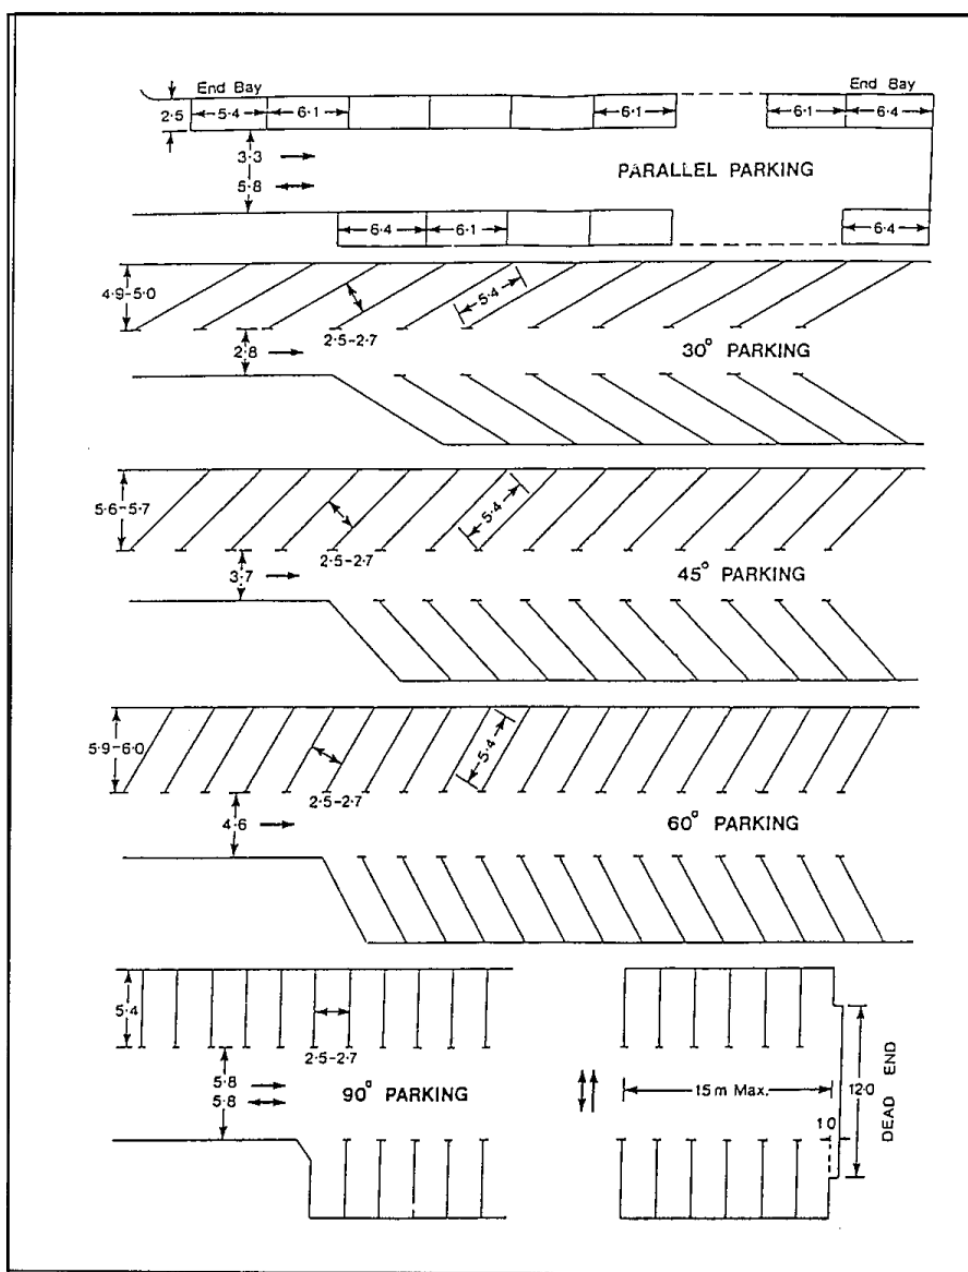 End Bay End Bay
2·5 5·4 6·1 6·1 6·1 6·4
3·3
5·8
PARALLEL PARKING
6·4 6·1 6·4
4·9-5·0
5·4
2·5-2·7
2·8
30° PARKING
5·6-5·7
5·4
2·5-2·7
3·7
45° PARKING
5·9-6·0
5·4
2·5-2·7
4·6
60° PARKING
5·4
2·5-2·7
5·8
5·8
90° PARKING
15 m Max.
12·0
DEAD END
1·0